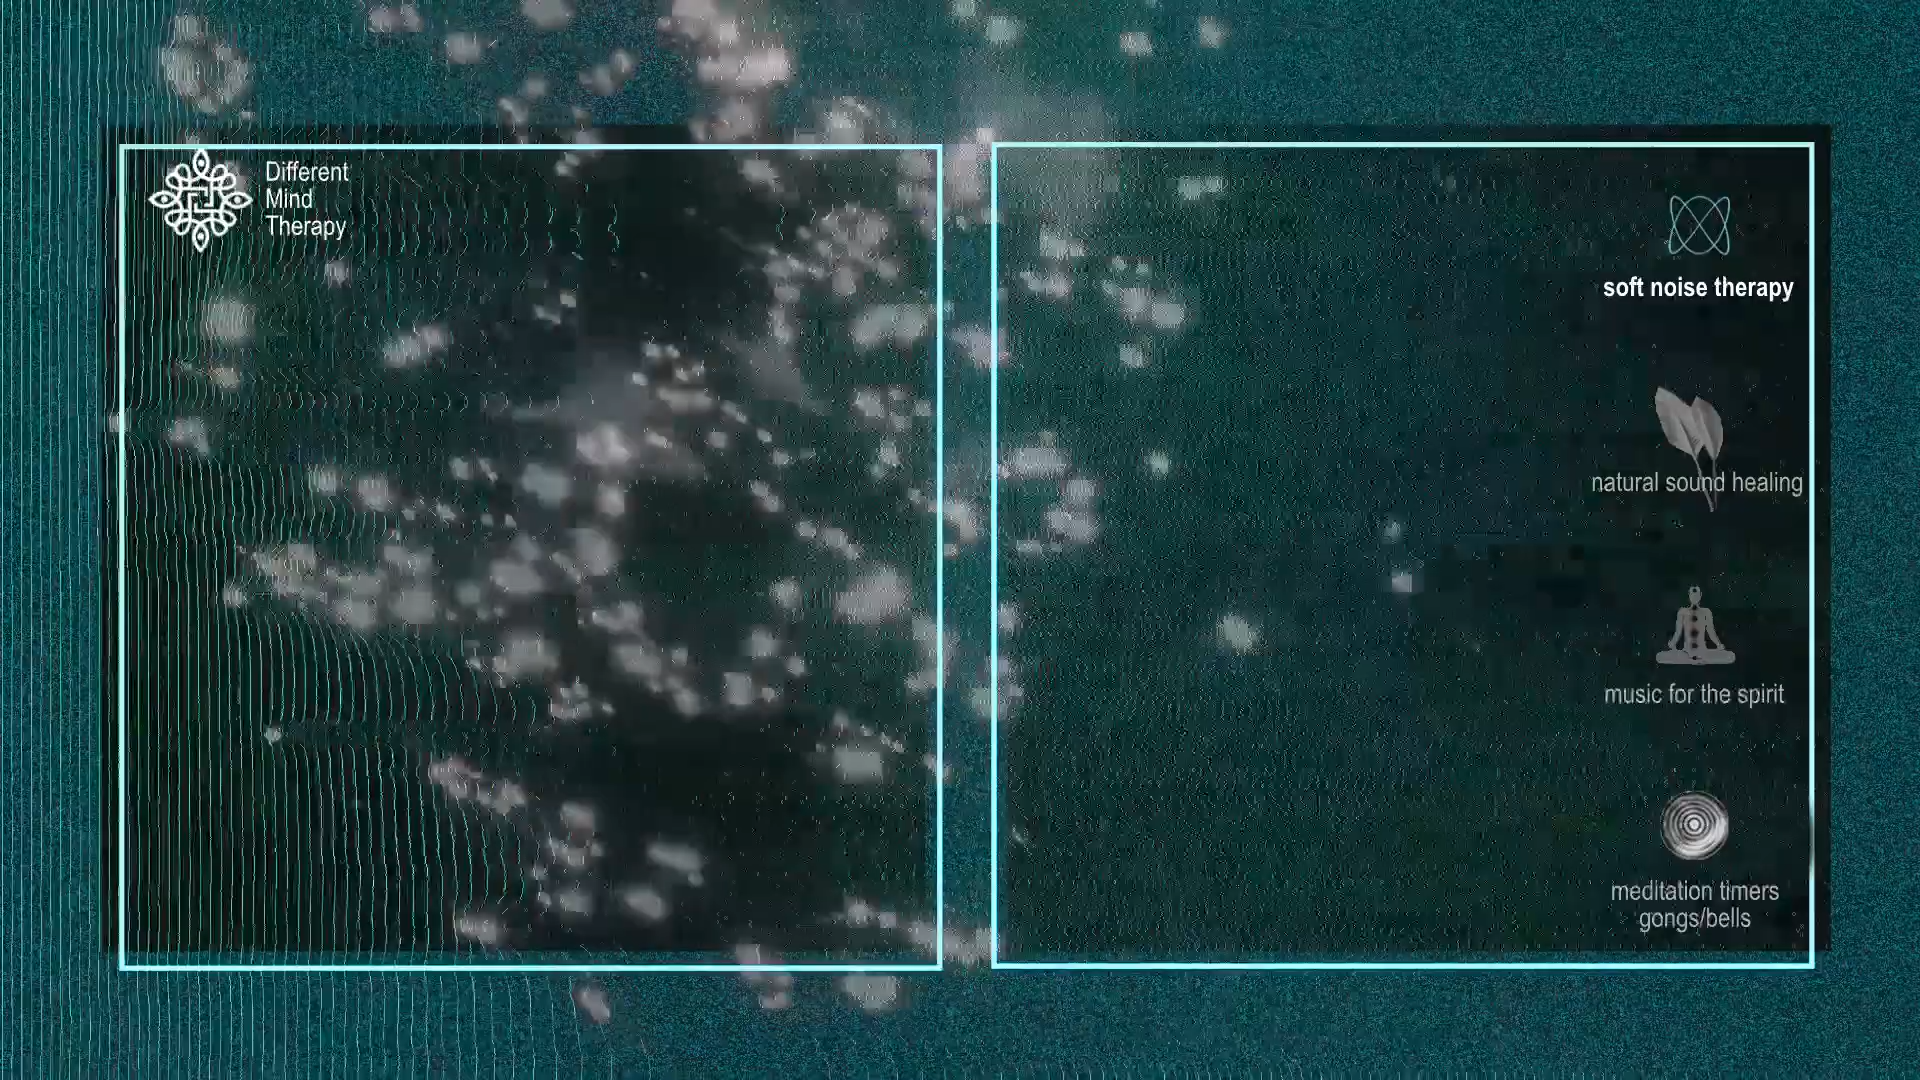 Different
Mind
Therapy
soft noise therapy
natural sound healing
music for the spirit
meditation timers
gongs/bells